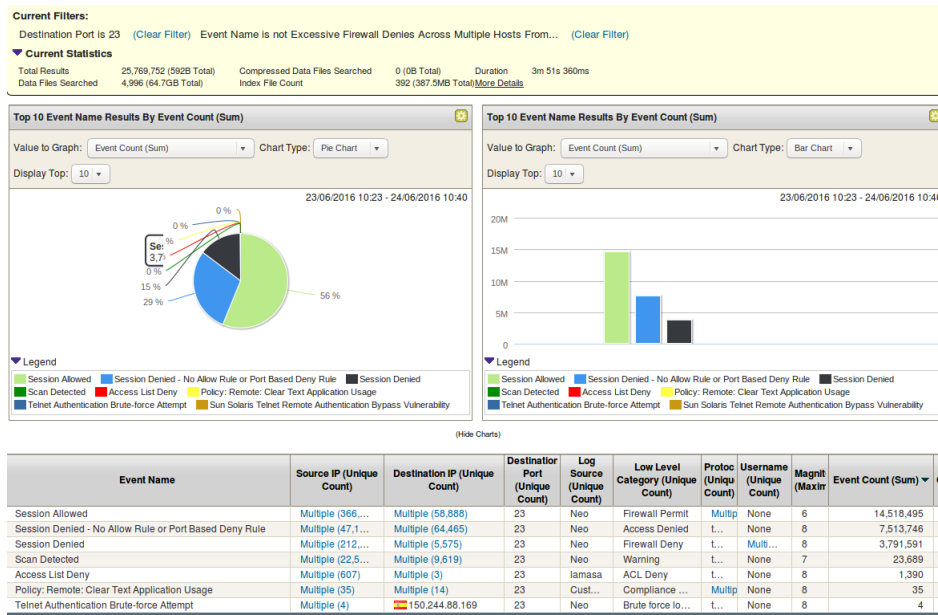 Current Filters:
Destination Port is 23 (Clear Filter) Event Name is not Excessive Firewall Denies Across Multiple Hosts From... (Clear Filter)
Current Statistics
Total Results 25,769,752 (592B Total) Compressed Data Files Searched 0 (0B Total) Duration 3m 51s 360ms
Data Files Searched 4,996 (64.7GB Total) Index File Count 392 (387.5MB Total) More Details
Top 10 Event Name Results By Event Count (Sum) Top 10 Event Name Results By Event Count (Sum)
Value to Graph: Event Count (Sum) Chart Type: Pie Chart Value to Graph: Event Count (Sum) Chart Type: Bar Chart
Display Top: 10 Display Top: 10
23/06/2016 10:23 - 24/06/2016 10:40 23/06/2016 10:23 - 24/06/2016 10:40
0 %
0 %
%
Se
3,7
0 %
15 %
29 %
56 %
20M
15M
10M
5M
0
Legend Legend
Session Allowed Session Denied - No Allow Rule or Port Based Deny Rule Session Denied Session Allowed Session Denied - No Allow Rule or Port Based Deny Rule Session Denied
Scan Detected Access List Deny Policy: Remote: Clear Text Application Usage Scan Detected Access List Deny Policy: Remote: Clear Text Application Usage
Telnet Authentication Brute-force Attempt Sun Solaris Telnet Remote Authentication Bypass Vulnerability Telnet Authentication Brute-force Attempt Sun Solaris Telnet Remote Authentication Bypass Vulnerability
(Hide Charts)
Event Name Source IP (Unique Count) Destination IP (Unique Count) Destination Port (Unique Count) Log Source (Unique Count) Low Level Category (Unique Count) Protoc (Uniqu Count) Username (Unique Count) Magnit (Maxim Event Count (Sum)
Session Allowed Multiple (366,... Multiple (58,888) 23 Neo Firewall Permit Multip None 6 14,518,495
Session Denied - No Allow Rule or Port Based Deny Rule Multiple (47,1... Multiple (64,465) 23 Neo Access Denied t... None 8 7,513,746
Session Denied Multiple (212,... Multiple (5,575) 23 Neo Firewall Deny t... Multi... 8 3,791,591
Scan Detected Multiple (22,5... Multiple (9,619) 23 Neo Warning t... None 7 23,689
Access List Deny Multiple (607) Multiple (3) 23 lamasa ACL Deny t... None 8 1,390
Policy: Remote: Clear Text Application Usage Multiple (35) Multiple (14) 23 Cust... Compliance ... Multip None 8 35
Telnet Authentication Brute-force Attempt Multiple (4) 150.244.88.169 23 Neo Brute force lo... t... None 8 4